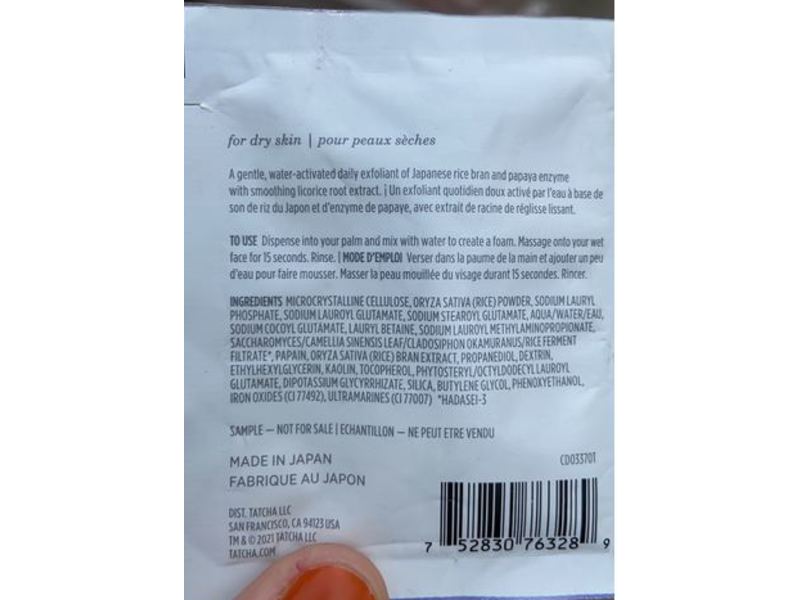 for dry skin | pour peaux sèches
A gentle, water-activated daily exfoliant of Japanese rice bran and papaya enzyme
with smoothing licorice root extract. ¦ Un exfoliant quotidien doux activé par l'eau à base de
son de riz du Japon et d'enzyme de papaye, avec extrait de racine de réglisse lissant.
TO USE Dispense into your palm and mix with water to create a foam. Massage onto your wet
face for 15 seconds. Rinse. | MODE D'EMPLOI Verser dans la paume de la main et ajouter un peu
d'eau pour faire mousser. Masser la peau mouillée du visage durant 15 secondes. Rincer.
INGREDIENTS MICROCRYSTALLINE CELLULOSE, ORYZA SATIVA (RICE) POWDER, SODIUM LAURYL
PHOSPHATE, SODIUM LAUROYL GLUTAMATE, SODIUM STEAROYL GLUTAMATE, AQUA/WATER/EAU,
SODIUM COCOYL GLUTAMATE, LAURYL BETAINE, SODIUM LAUROYL METHYLAMINOPROPIONATE,
SACCHAROMYCES/CAMELLIA SINENSIS LEAF/CLADOSIPHON OKAMURANUS/RICE FERMENT
FILTRATE*, PAPAIN, ORYZA SATIVA (RICE) BRAN EXTRACT, PROPANEDIOL, DEXTRIN,
ETHYLHEXYLGLYCERIN, KAOLIN, TOCOPHEROL, PHYTOSTERYL/OCTYLDODECYL LAUROYL
GLUTAMATE, DIPOTASSIUM GLYCYRRHIZATE, SILICA, BUTYLENE GLYCOL, PHENOXYETHANOL,
IRON OXIDES (CI 77492), ULTRAMARINES (CI 77007) *HADASEI-3
SAMPLE – NOT FOR SALE | ECHANTILLON – NE PEUT ETRE VENDU
MADE IN JAPAN
FABRIQUE AU JAPON
CD03370T
DIST. TATCHA LLC
SAN FRANCISCO, CA 94123 USA
TM & © 2021 TATCHA LLC
TATCHA.COM
7 52830 76328 9